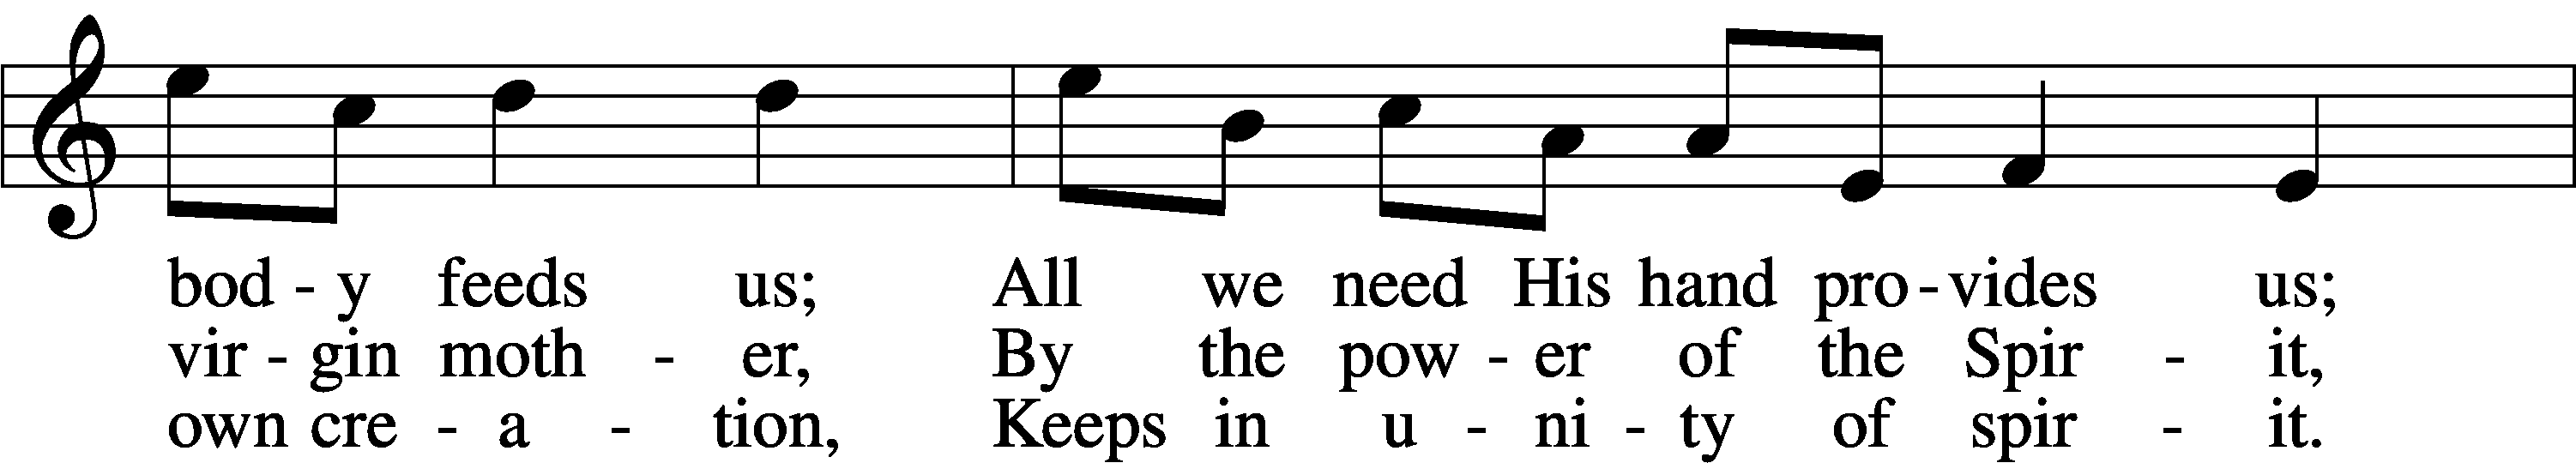 bod - y feeds us; All we need His hand pro - vides us;
vir - gin moth - er, By the pow - er of the Spir - it,
own cre - a - tion, Keeps in u - ni - ty of spir - it.